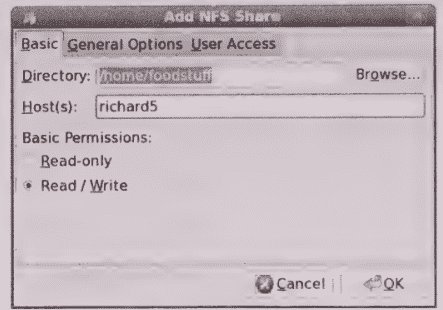 Add NFS Share
Basic General Options User Access
Directory: /home/foodstuff Browse...
Host(s): richard5
Basic Permissions:
Read-only
Read / Write
Cancel OK